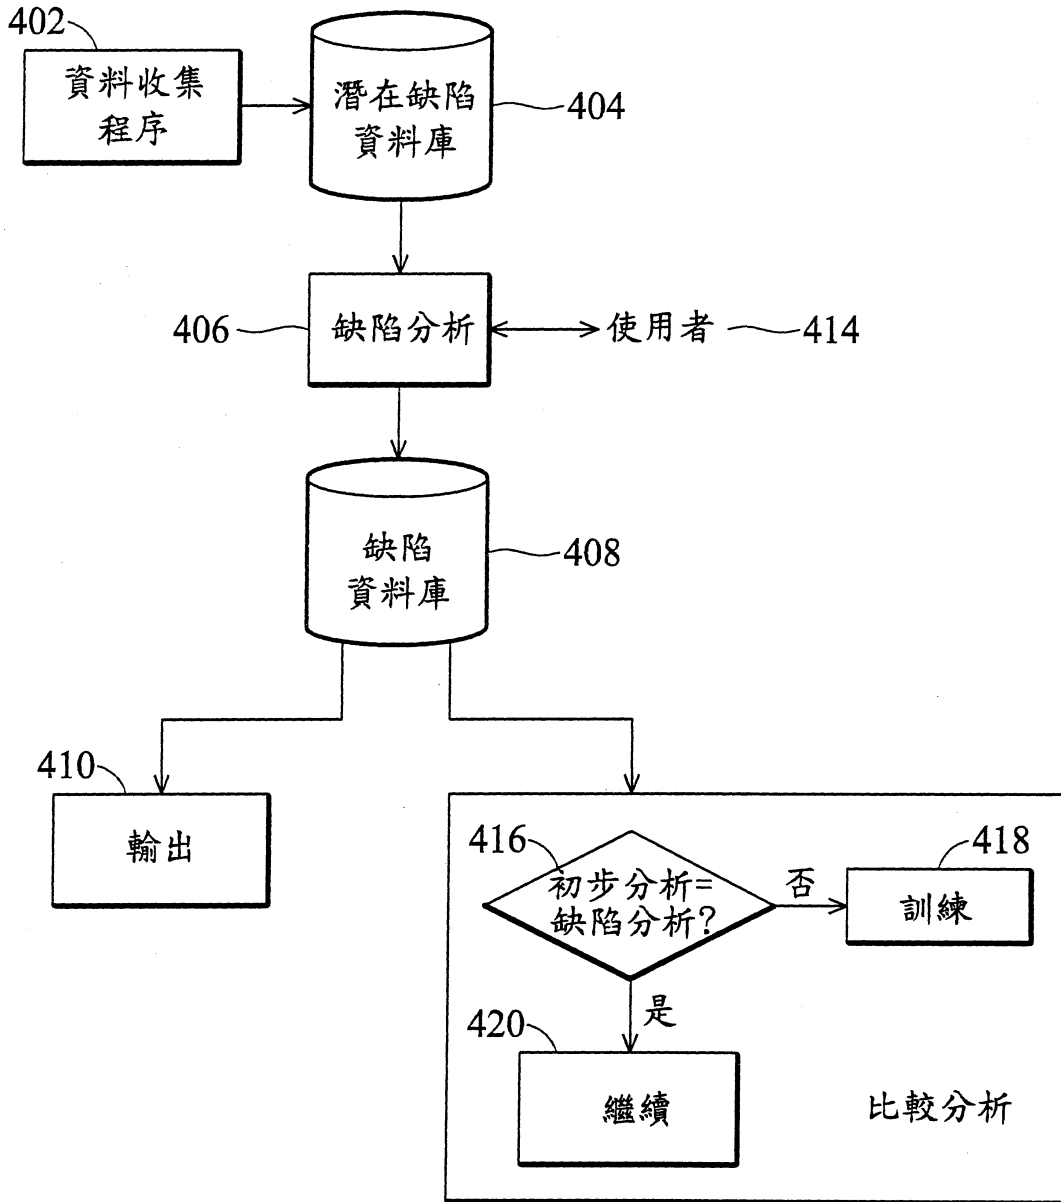 402
資料收集
程序
潛在缺陷
資料庫
404
406
缺陷分析
使用者
414
缺陷
資料庫
408
410
輸出
416
初步分析=
缺陷分析?
否
418
訓練
是
420
繼續
比較分析